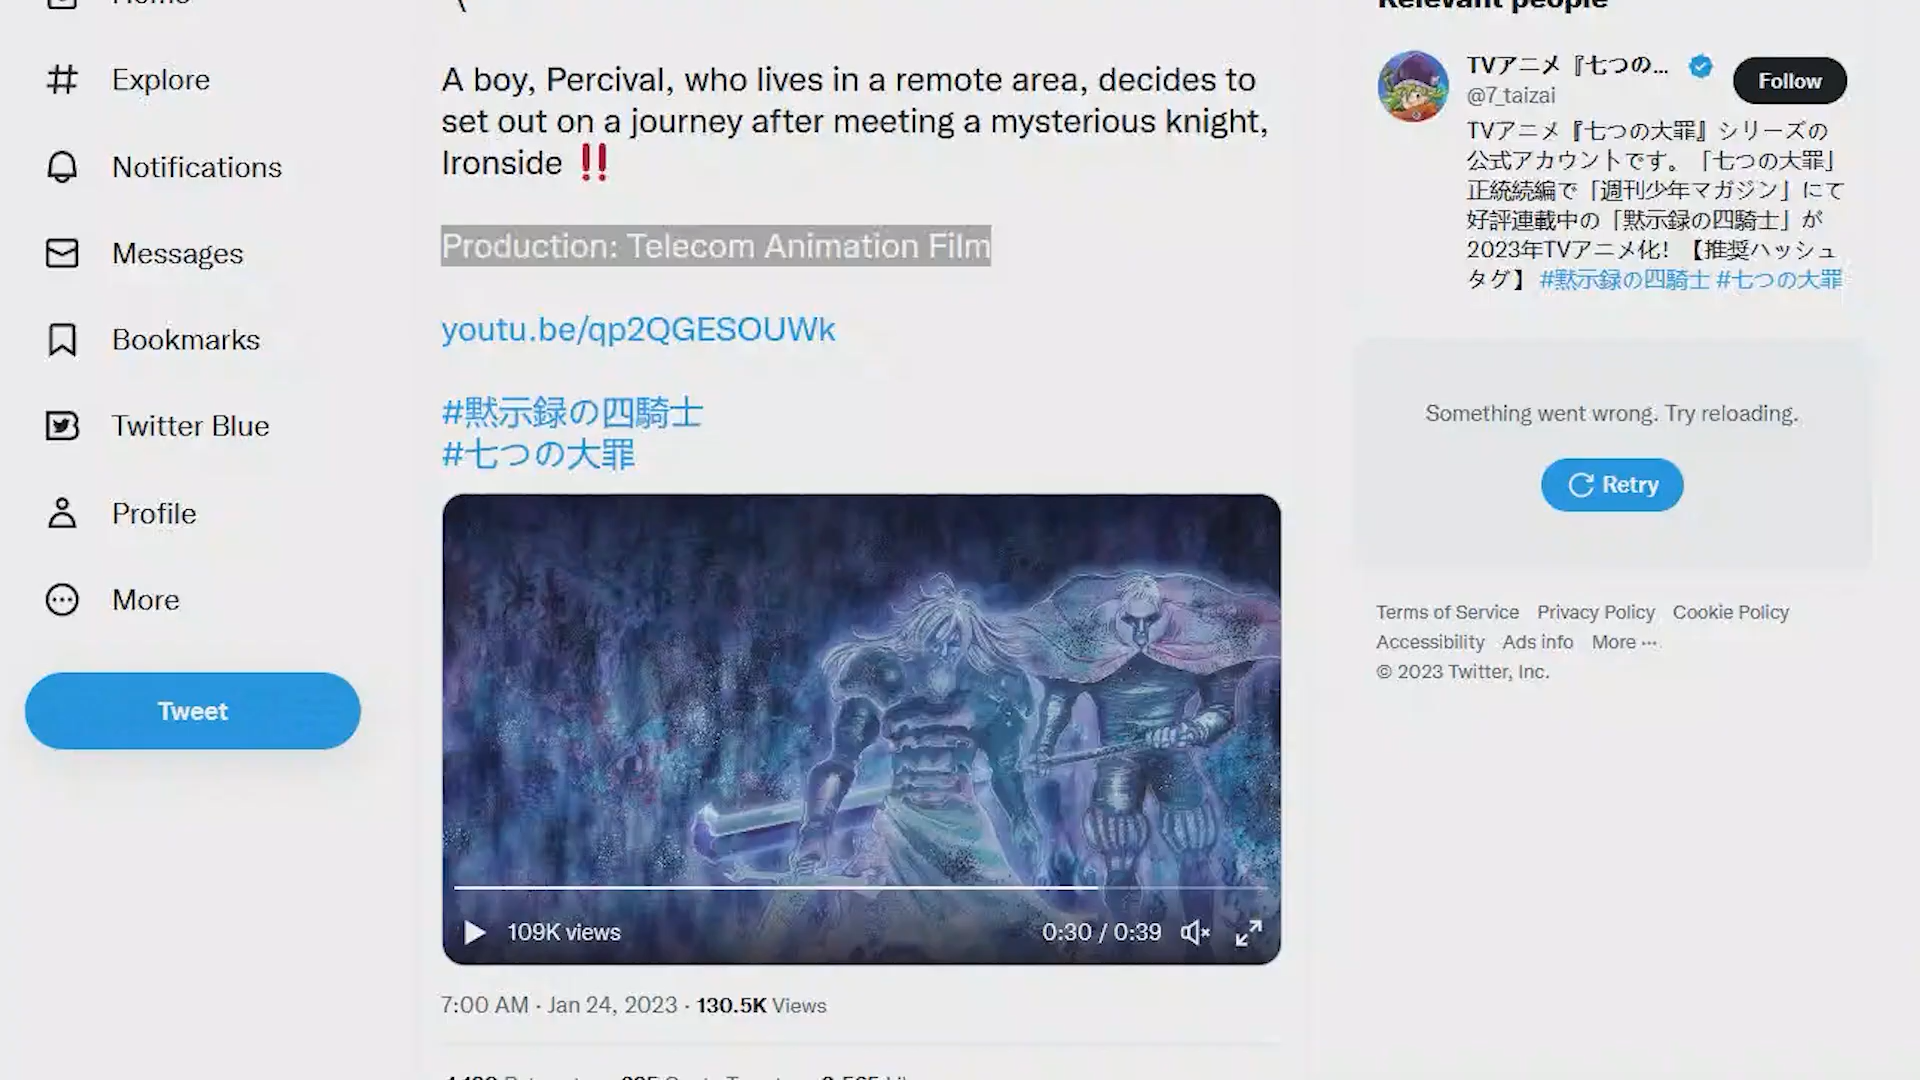 Home
Explore
Notifications
Messages
Bookmarks
Twitter Blue
Profile
More
Tweet
A boy, Percival, who lives in a remote area, decides to
set out on a journey after meeting a mysterious knight,
Ironside ‼️
Production: Telecom Animation Film
youtu.be/qp2QGESOUWk
#黙示録の四騎士
#七つの大罪
109K views
0:30 / 0:39
7:00 AM · Jan 24, 2023 · 130.5K Views
Relevant people
TVアニメ『七つの...
@7_taizai
Follow
TVアニメ『七つの大罪』シリーズの
公式アカウントです。「七つの大罪」
正統続編で「週刊少年マガジン」にて
好評連載中の「黙示録の四騎士」が
2023年TVアニメ化！【推奨ハッシュ
タグ】 #黙示録の四騎士 #七つの大罪
Something went wrong. Try reloading.
Retry
Terms of Service Privacy Policy Cookie Policy
Accessibility Ads info More ...
© 2023 Twitter, Inc.